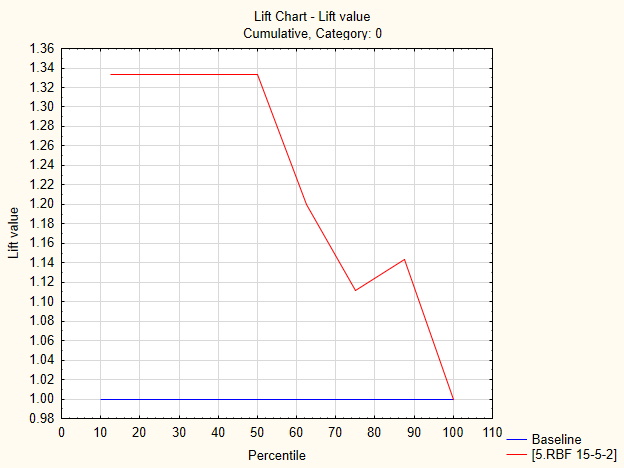 Lift Chart - Lift value
Cumulative, Category: 0
1.36
1.34
1.32
1.30
1.28
1.26
1.24
1.22
1.20
1.18
1.16
1.14
1.12
1.10
1.08
1.06
1.04
1.02
1.00
0.98
Lift value
0 10 20 30 40 50 60 70 80 90 100 110
Percentile
Baseline
[5.RBF 15-5-2]